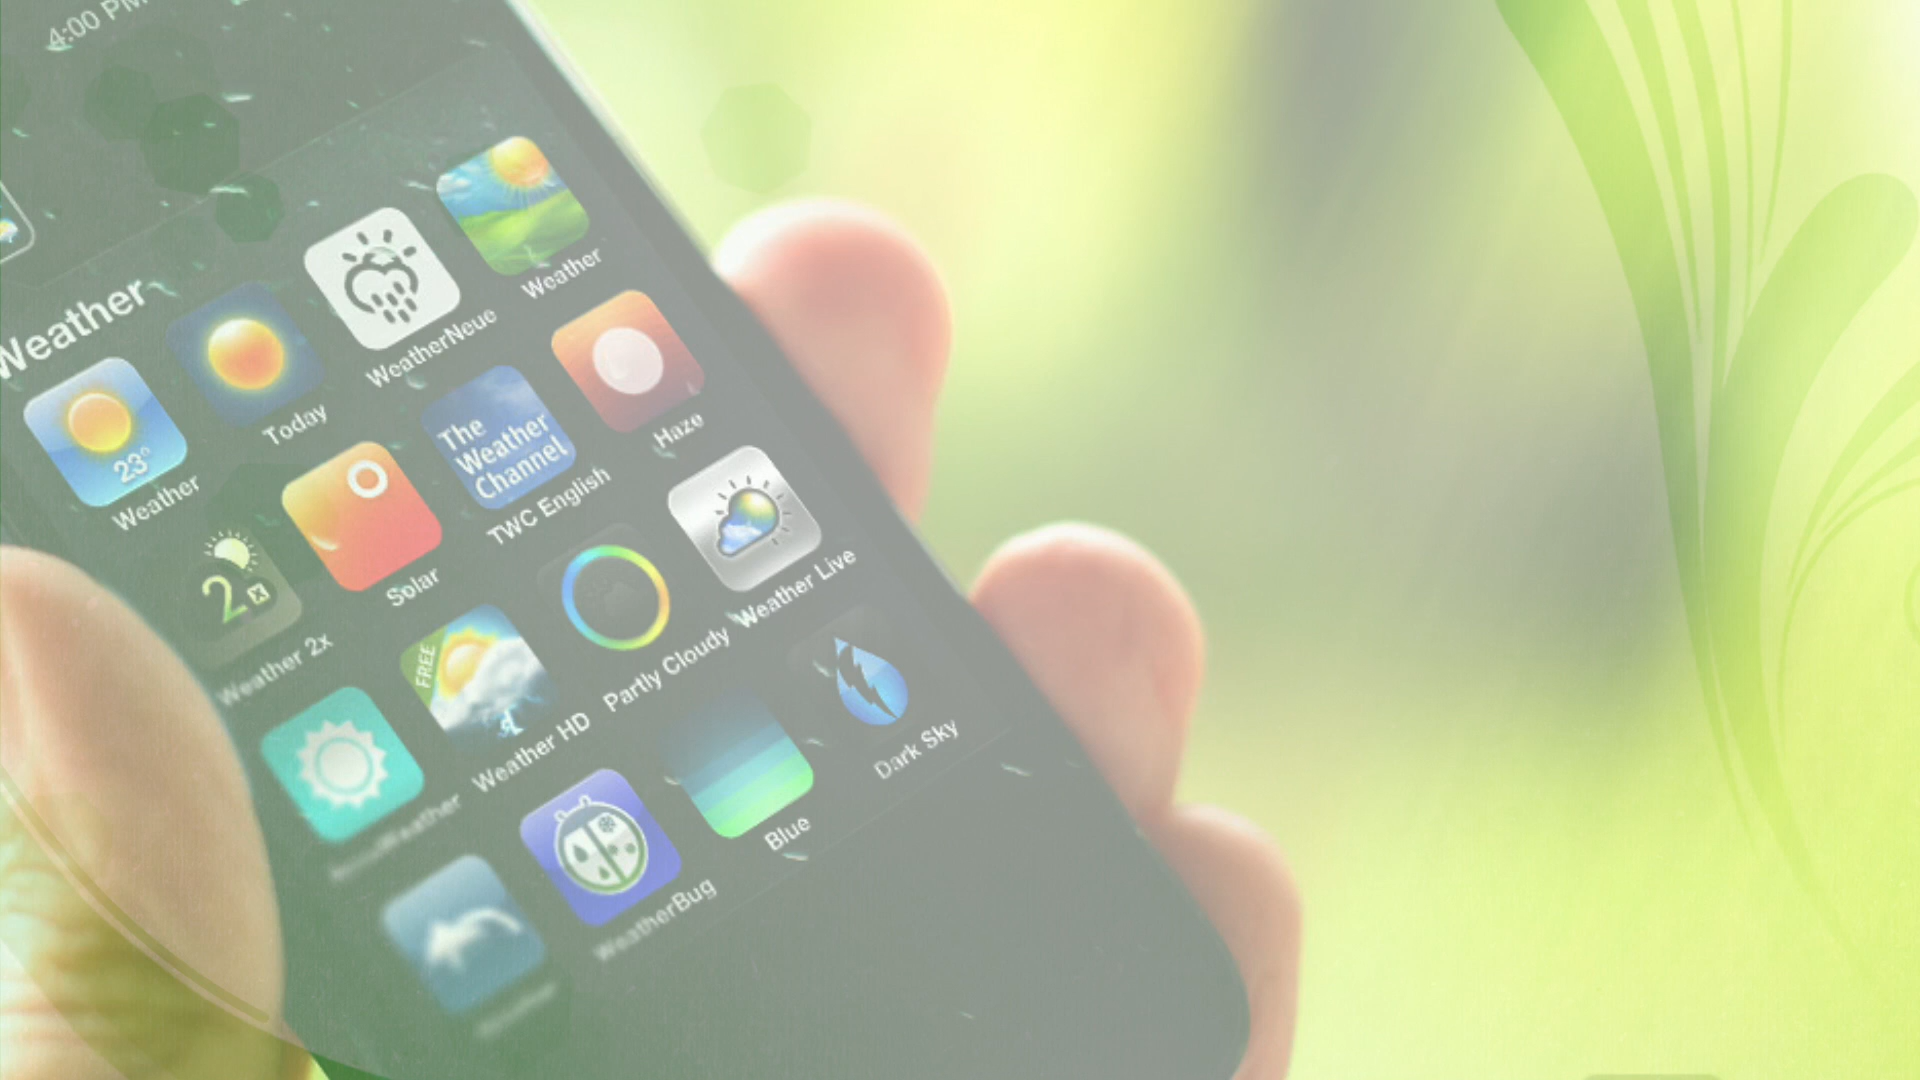 4:00 PM
Weather
23°
Weather
Today
WeatherNeue
Weather
2x
Weather 2x
Solar
The
Weather
Channel
TWC English
Haze
AccuWeather
FREE
Weather HD
Partly Cloudy
Weather Live
WeatherBug
Blue
Dark Sky